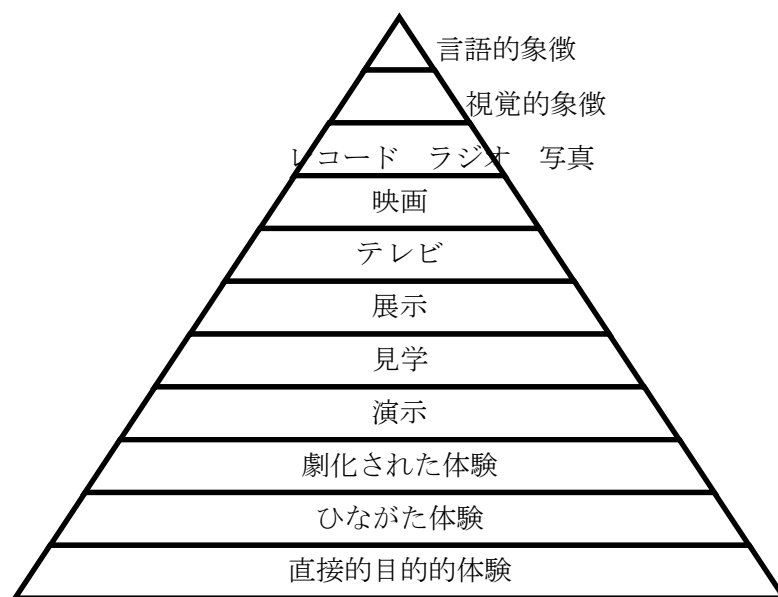 言語的象徴
視覚的象徴
レコード　ラジオ　写真
映画
テレビ
展示
見学
演示
劇化された体験
ひながた体験
直接的目的的体験